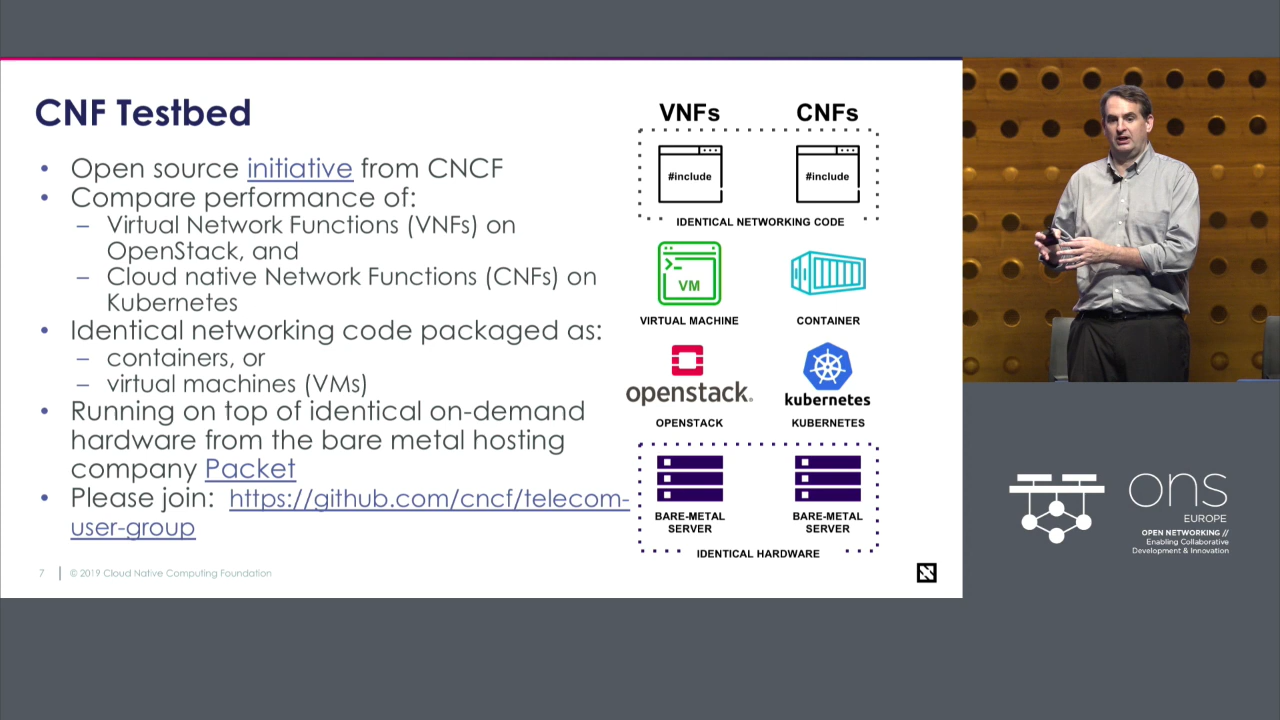 CNF Testbed
• Open source initiative from CNCF
• Compare performance of:
– Virtual Network Functions (VNFs) on
OpenStack, and
– Cloud native Network Functions (CNFs) on
Kubernetes
• Identical networking code packaged as:
– containers, or
– virtual machines (VMs)
• Running on top of identical on-demand
hardware from the bare metal hosting
company Packet
• Please join: https://github.com/cncf/telecom-
user-group
7 | © 2019 Cloud Native Computing Foundation
VNFs CNFs
#include #include
IDENTICAL NETWORKING CODE
VM
VIRTUAL MACHINE CONTAINER
openstack. kubernetes
OPENSTACK KUBERNETES
BARE-METAL BARE-METAL
SERVER SERVER
IDENTICAL HARDWARE
ons
EUROPE
OPEN NETWORKING //
Enabling Collaborative
Development & Innovation